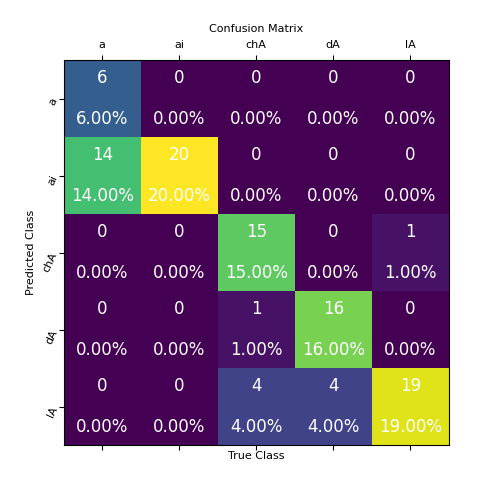 Confusion Matrix
a ai chA dA lA
a 6 0 0 0 0
6.00% 0.00% 0.00% 0.00% 0.00%
ai 14 20 0 0 0
14.00% 20.00% 0.00% 0.00% 0.00%
chA 0 0 15 0 1
0.00% 0.00% 15.00% 0.00% 1.00%
dA 0 0 1 16 0
0.00% 0.00% 1.00% 16.00% 0.00%
lA 0 0 4 4 19
0.00% 0.00% 4.00% 4.00% 19.00%
Predicted Class
True Class